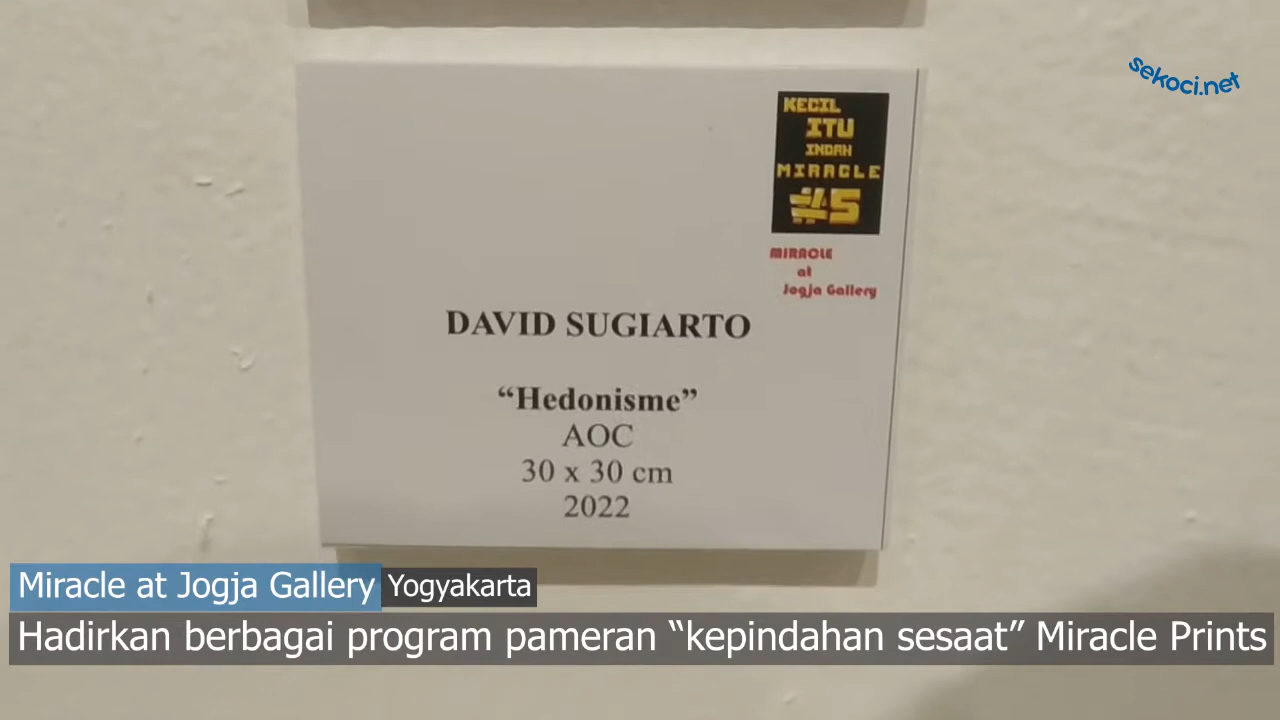 sekoci.net
KECIL
ITU
INDAH
MIRACLE
#5
MIRACLE
at
Jogja Gallery
DAVID SUGIARTO
“Hedonisme”
AOC
30 x 30 cm
2022
Miracle at Jogja Gallery Yogyakarta
Hadirkan berbagai program pameran “kepindahan sesaat” Miracle Prints